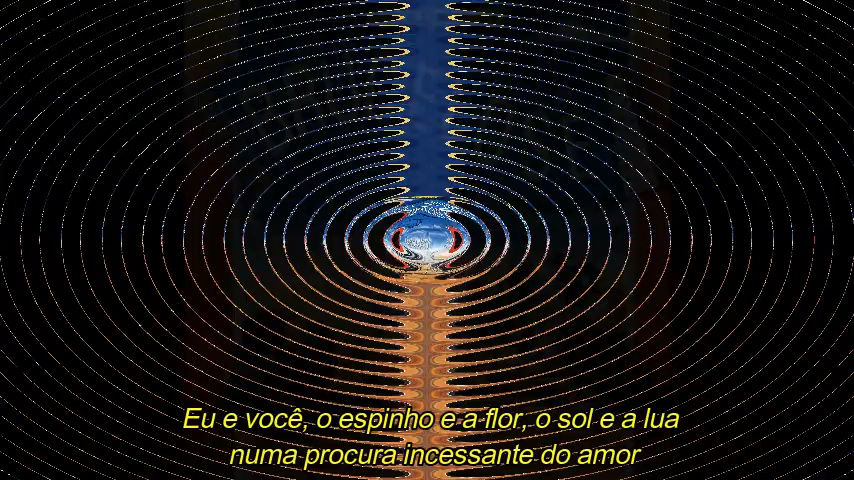 Eu e você, o espinho e a flor, o sol e a lua
numa procura incessante do amor